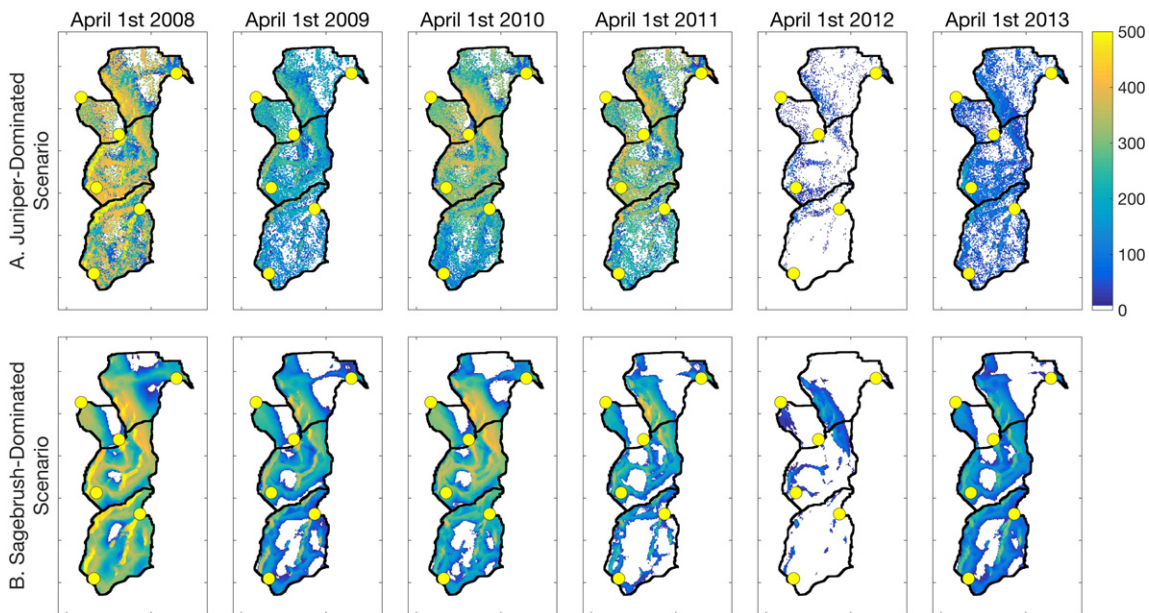 April 1st 2008 April 1st 2009 April 1st 2010 April 1st 2011 April 1st 2012 April 1st 2013
A. Juniper-Dominated
Scenario
500
400
300
200
100
0
B. Sagebrush-Dominated
Scenario